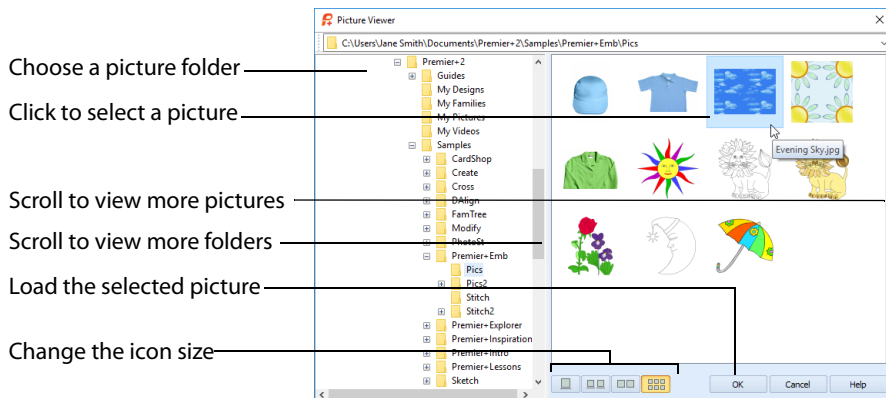 Picture Viewer
C:\Users\Jane Smith\Documents\Premier+2\Samples\Premier+Emb\Pics
Choose a picture folder
Click to select a picture
Scroll to view more pictures
Scroll to view more folders
Load the selected picture
Change the icon size
Premier+2
Guides
My Designs
My Families
My Pictures
My Videos
Samples
CardShop
Create
Cross
DAlign
FamTree
Modify
PhotoSt
Premier+Emb
Pics
Pics2
Stitch
Stitch2
Premier+Explorer
Premier+Inspiration
Premier+Intro
Premier+Lessons
Sketch
Evening Sky.jpg
OK
Cancel
Help